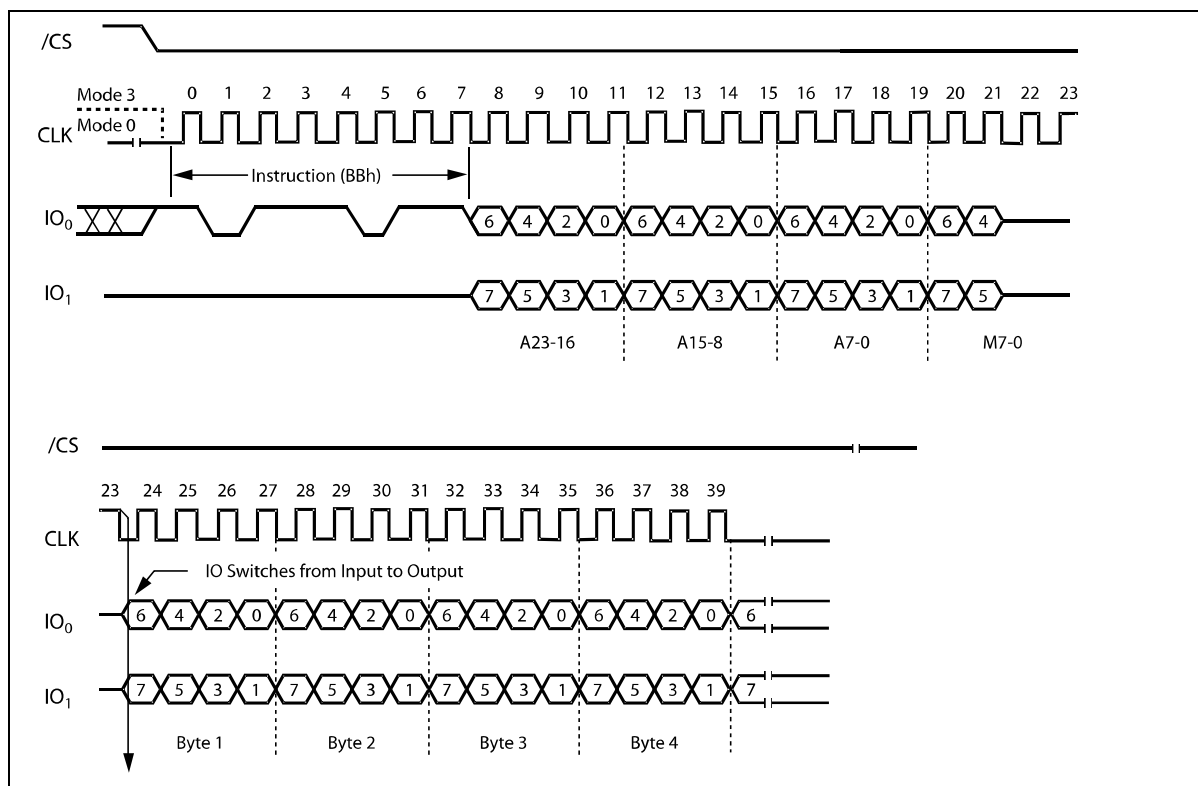 /CS
Mode 3
0 1 2 3 4 5 6 7 8 9 10 11 12 13 14 15 16 17 18 19 20 21 22 23
Mode 0
CLK
Instruction (BBh)
IO0 6 4 2 0 6 4 2 0 6 4 2 0 6 4
IO1 7 5 3 1 7 5 3 1 7 5 3 1 7 5
A23-16 A15-8 A7-0 M7-0
/CS
23 24 25 26 27 28 29 30 31 32 33 34 35 36 37 38 39
CLK
IO Switches from Input to Output
IO0 6 4 2 0 6 4 2 0 6 4 2 0 6 4 2 0 6
IO1 7 5 3 1 7 5 3 1 7 5 3 1 7 5 3 1 7
Byte 1 Byte 2 Byte 3 Byte 4